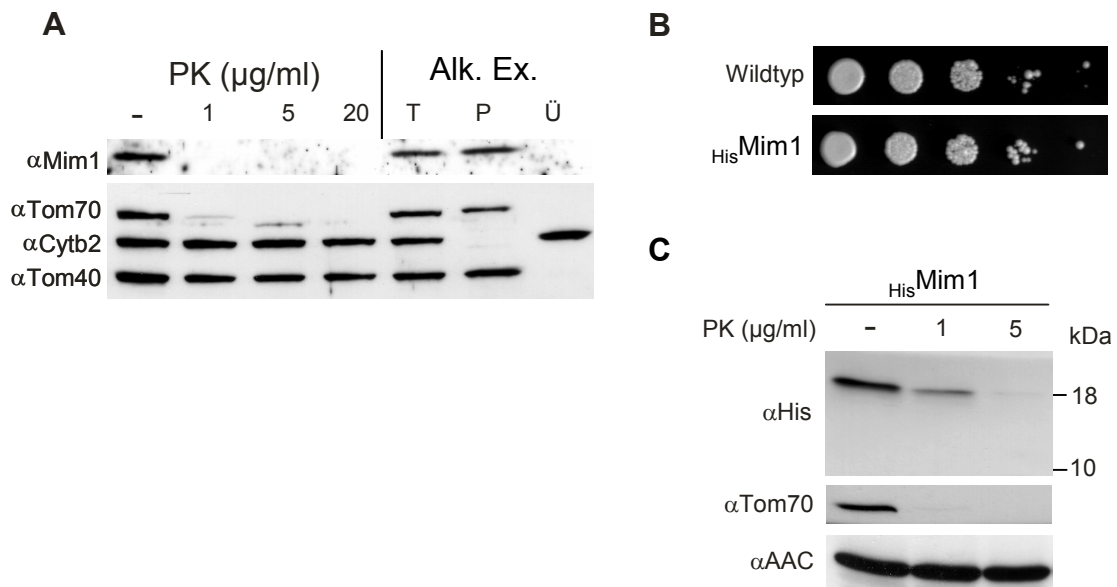 A
PK (µg/ml)
Alk. Ex.
– 1 5 20 T P Ü
αMim1
αTom70
αCytb2
αTom40
B
Wildtyp
HisMim1
C
HisMim1
PK (µg/ml) – 1 5 kDa
αHis
18
10
αTom70
αAAC